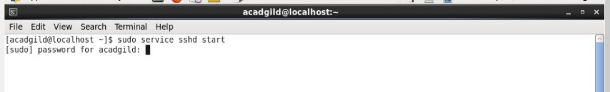 acadgild@localhost:~
File Edit View Search Terminal Help
[acadgild@localhost ~]$ sudo service sshd start
[sudo] password for acadgild: